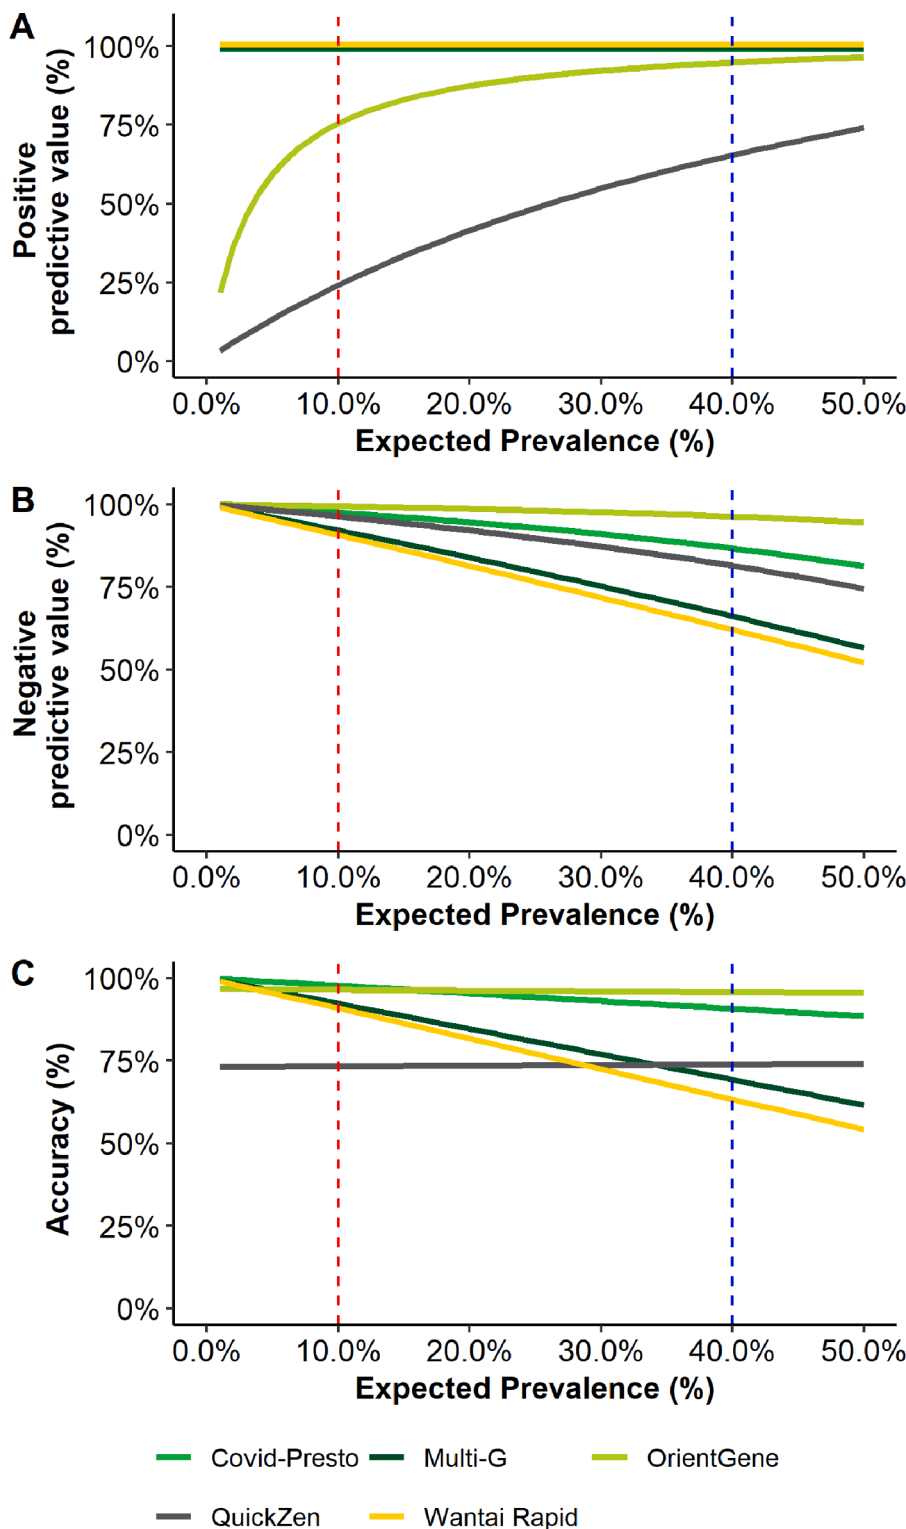 A
Positive
predictive value (%)
100%
75%
50%
25%
0%
0.0% 10.0% 20.0% 30.0% 40.0% 50.0%
Expected Prevalence (%)
B
Negative
predictive value (%)
100%
75%
50%
25%
0%
0.0% 10.0% 20.0% 30.0% 40.0% 50.0%
Expected Prevalence (%)
C
Accuracy (%)
100%
75%
50%
25%
0%
0.0% 10.0% 20.0% 30.0% 40.0% 50.0%
Expected Prevalence (%)
Covid-Presto Multi-G OrientGene
QuickZen Wantai Rapid